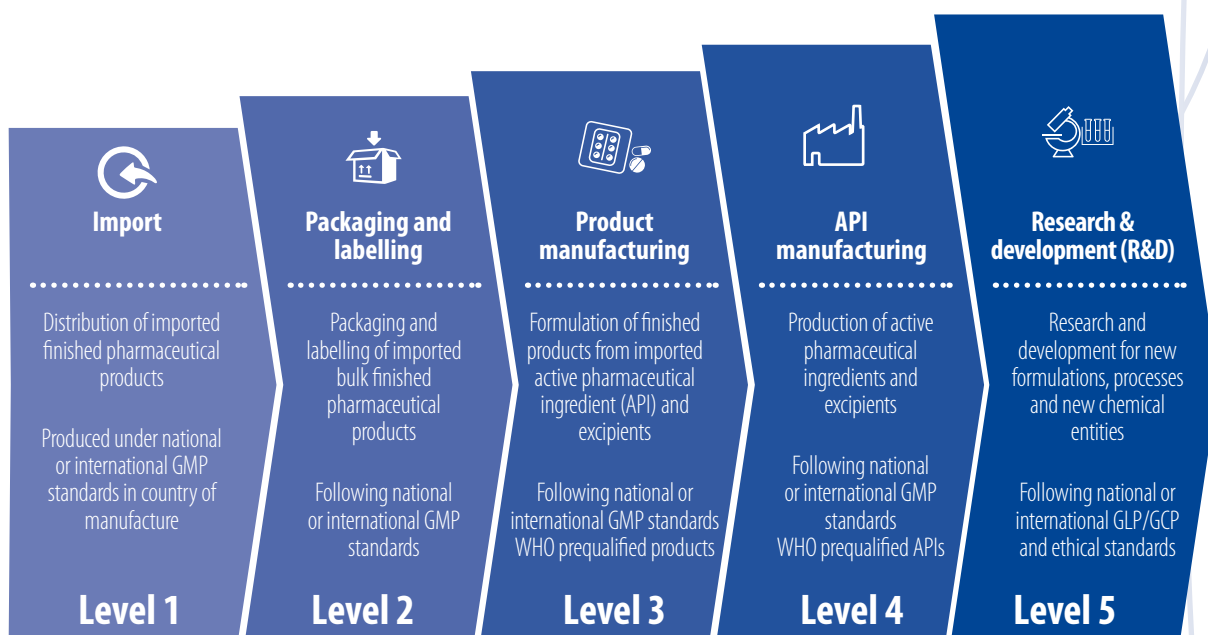 Import
Distribution of imported
finished pharmaceutical
products
Produced under national
or international GMP
standards in country of
manufacture
Level 1
Packaging and
labelling
Packaging and
labelling of imported
bulk finished
pharmaceutical
products
Following national
or international GMP
standards
Level 2
Product
manufacturing
Formulation of finished
products from imported
active pharmaceutical
ingredient (API) and
excipients
Following national or
international GMP standards
WHO prequalified products
Level 3
API
manufacturing
Production of active
pharmaceutical
ingredients and
excipients
Following national
or international GMP
standards
WHO prequalified APIs
Level 4
Research &
development (R&D)
Research and
development for new
formulations, processes
and new chemical
entities
Following national or
international GLP/GCP
and ethical standards
Level 5